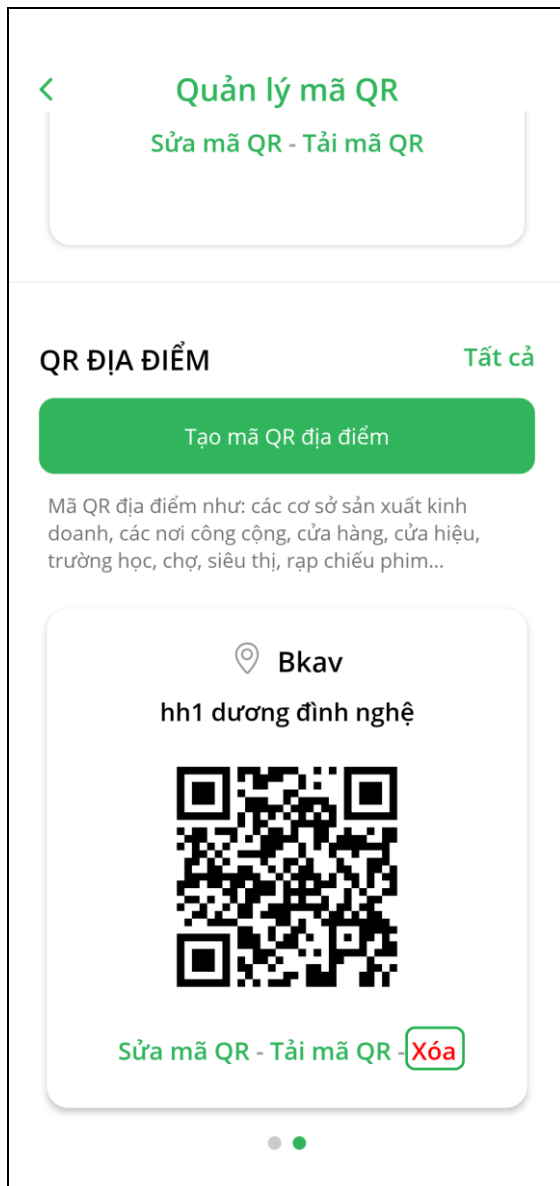 Quản lý mã QR
Sửa mã QR - Tải mã QR
QR ĐỊA ĐIỂM
Tất cả
Tạo mã QR địa điểm
Mã QR địa điểm như: các cơ sở sản xuất kinh
doanh, các nơi công cộng, cửa hàng, cửa hiệu,
trường học, chợ, siêu thị, rạp chiếu phim...
Bkav
hh1 dương đình nghệ
Sửa mã QR - Tải mã QR - Xóa